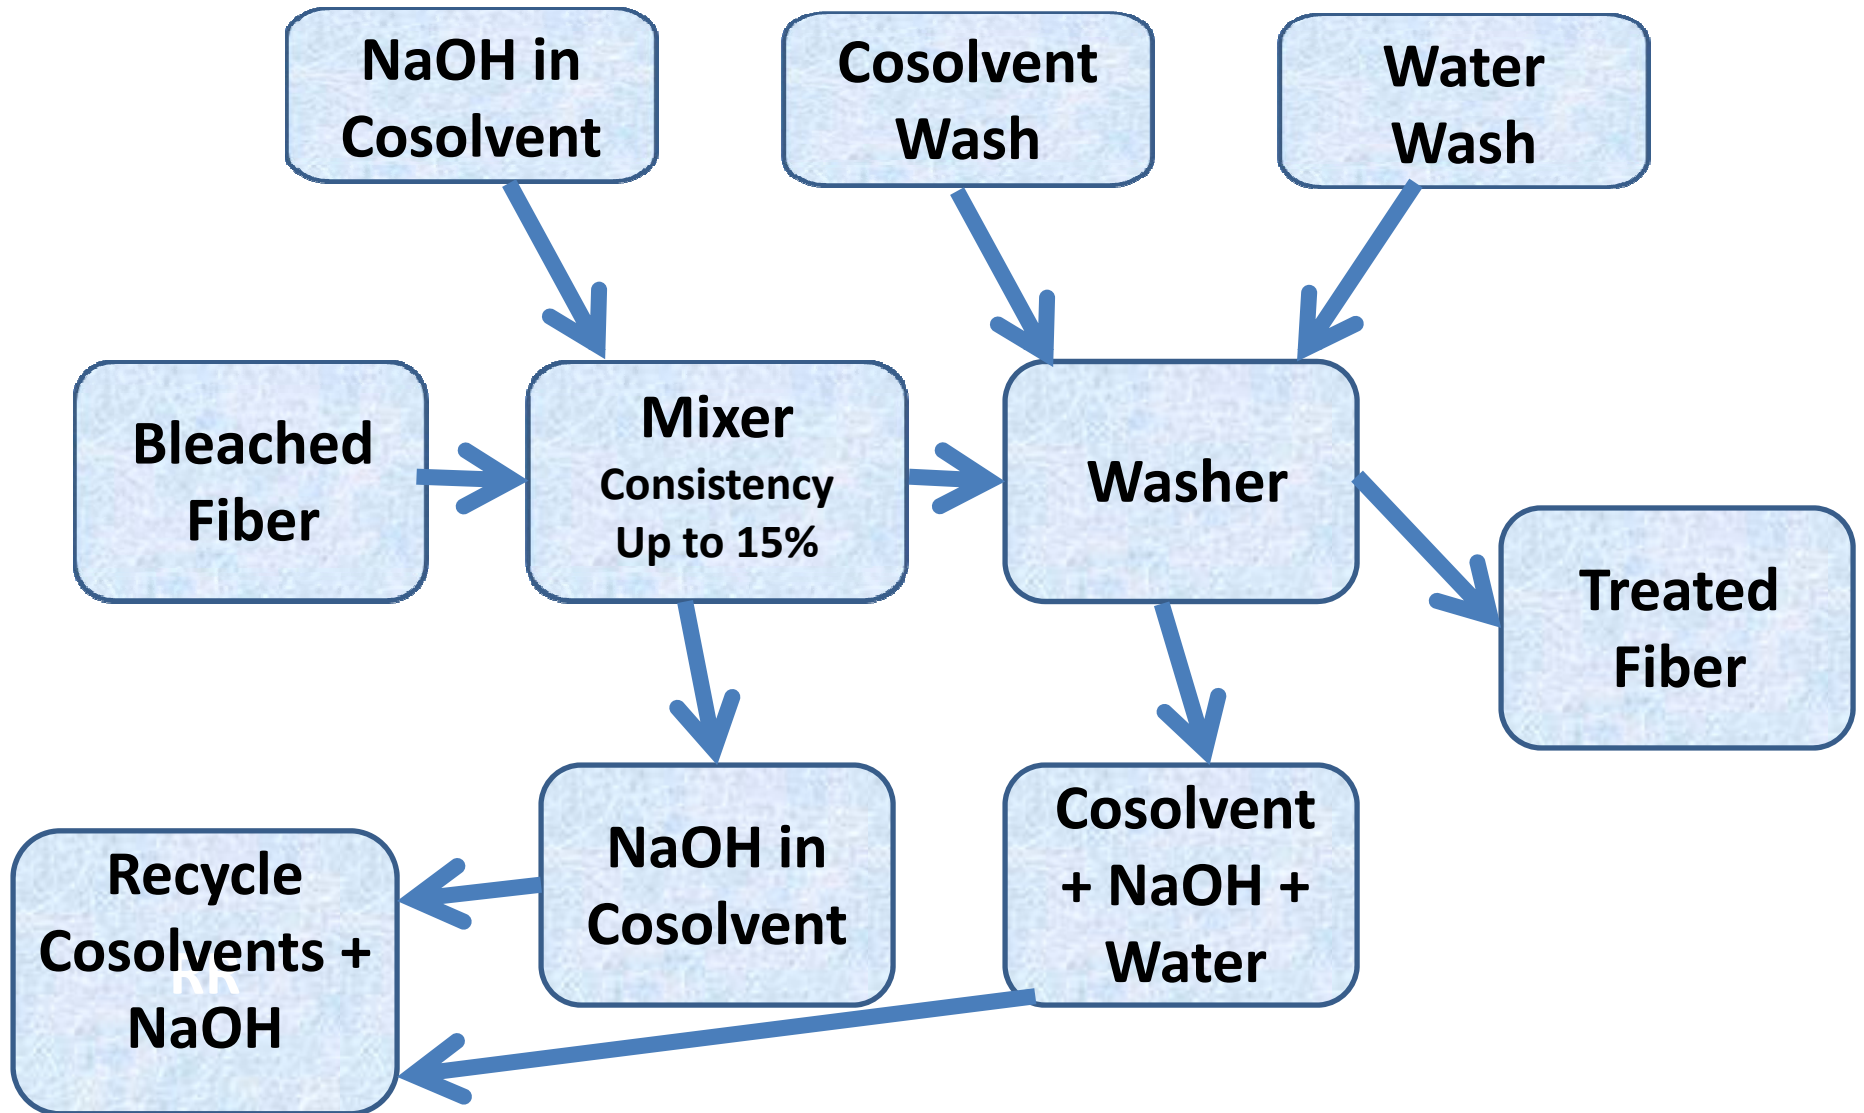 NaOH in
Cosolvent
Cosolvent
Wash
Water
Wash
Bleached
Fiber
Mixer
Consistency
Up to 15%
Washer
Treated
Fiber
Recycle
Cosolvents +
NaOH
RR
NaOH in
Cosolvent
Cosolvent
+ NaOH +
Water